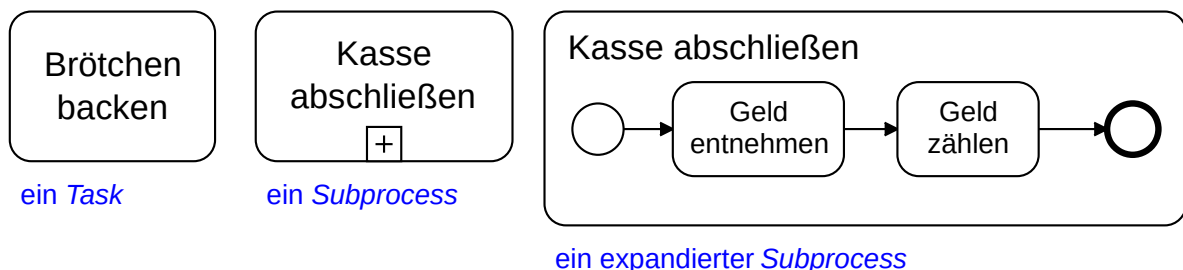 Brötchen
backen
ein Task
Kasse
abschließen
+
ein Subprocess
Kasse abschließen
Geld
entnehmen
Geld
zählen
ein expandierter Subprocess